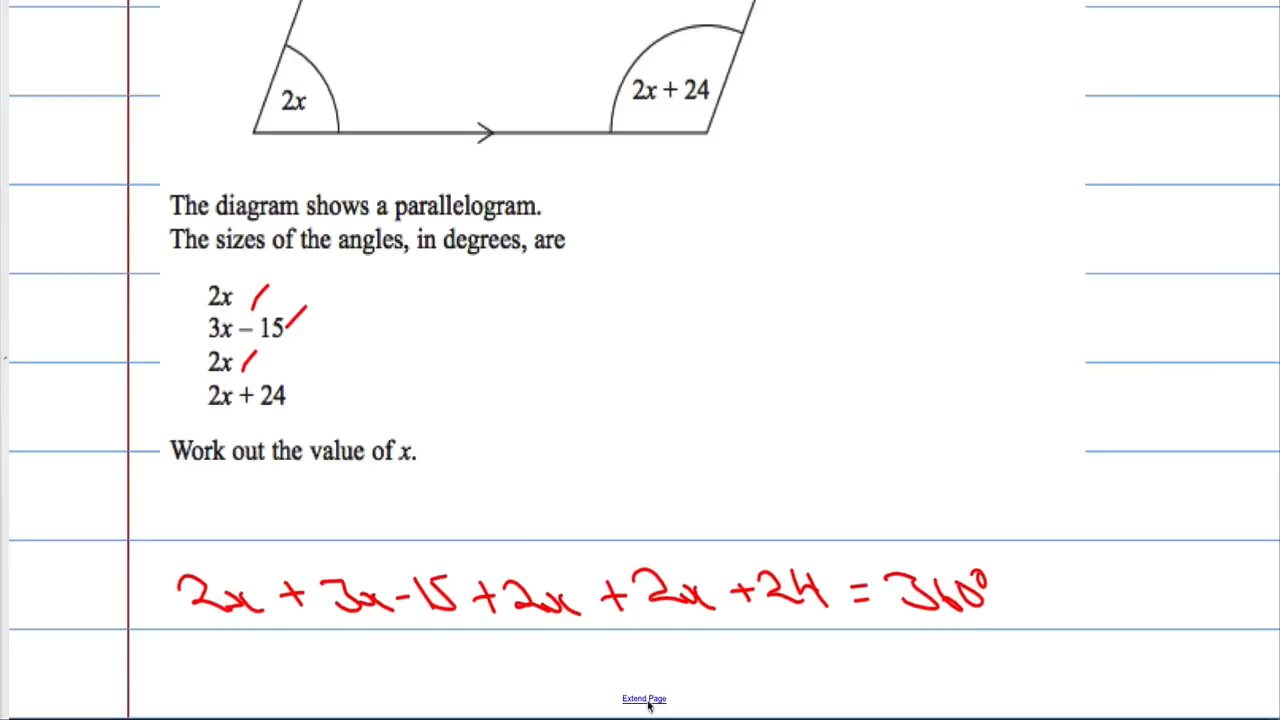 2x
2x + 24
The diagram shows a parallelogram.
The sizes of the angles, in degrees, are
2x
3x – 15
2x
2x + 24
Work out the value of x.
2x + 3x - 15 + 2x + 2x + 24 = 360°
Extend Page